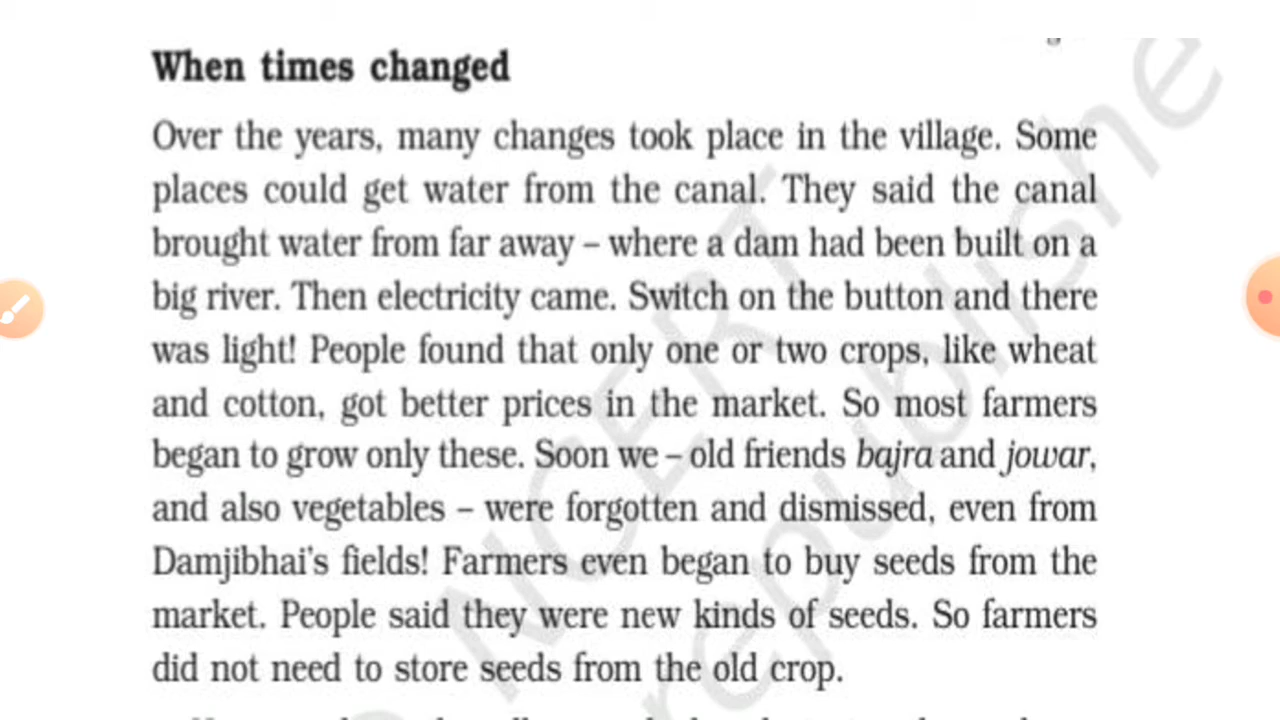 When times changed
Over the years, many changes took place in the village. Some
places could get water from the canal. They said the canal
brought water from far away – where a dam had been built on a
big river. Then electricity came. Switch on the button and there
was light! People found that only one or two crops, like wheat
and cotton, got better prices in the market. So most farmers
began to grow only these. Soon we – old friends bajra and jowar,
and also vegetables – were forgotten and dismissed, even from
Damjibhai's fields! Farmers even began to buy seeds from the
market. People said they were new kinds of seeds. So farmers
did not need to store seeds from the old crop.
NCERT
republishe